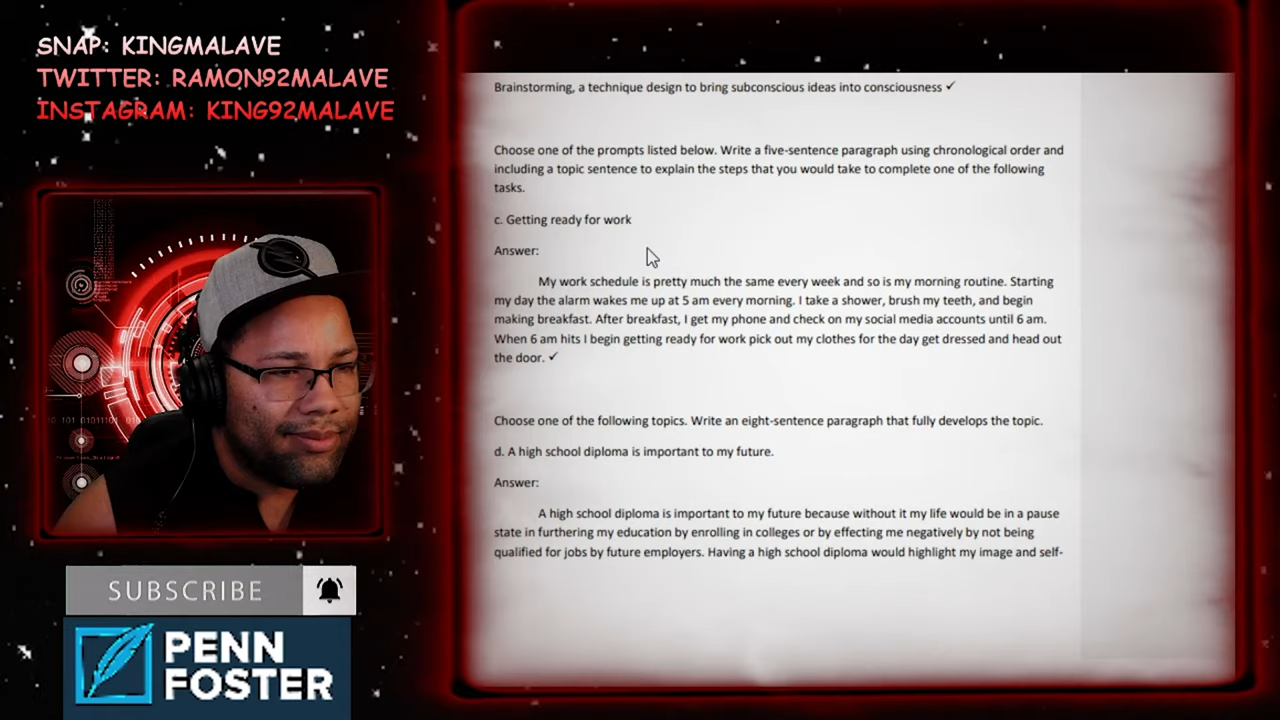 SNAP: KINGMALAVE
TWITTER: RAMON92MALAVE
INSTAGRAM: KING92MALAVE
SUBSCRIBE
PENN
FOSTER
Brainstorming, a technique design to bring subconscious ideas into consciousness ✓
Choose one of the prompts listed below. Write a five-sentence paragraph using chronological order and
including a topic sentence to explain the steps that you would take to complete one of the following
tasks.
c. Getting ready for work
Answer:
My work schedule is pretty much the same every week and so is my morning routine. Starting
my day the alarm wakes me up at 5 am every morning. I take a shower, brush my teeth, and begin
making breakfast. After breakfast, I get my phone and check on my social media accounts until 6 am.
When 6 am hits I begin getting ready for work pick out my clothes for the day get dressed and head out
the door. ✓
Choose one of the following topics. Write an eight-sentence paragraph that fully develops the topic.
d. A high school diploma is important to my future.
Answer:
A high school diploma is important to my future because without it my life would be in a pause
state in furthering my education by enrolling in colleges or by effecting me negatively by not being
qualified for jobs by future employers. Having a high school diploma would highlight my image and self-